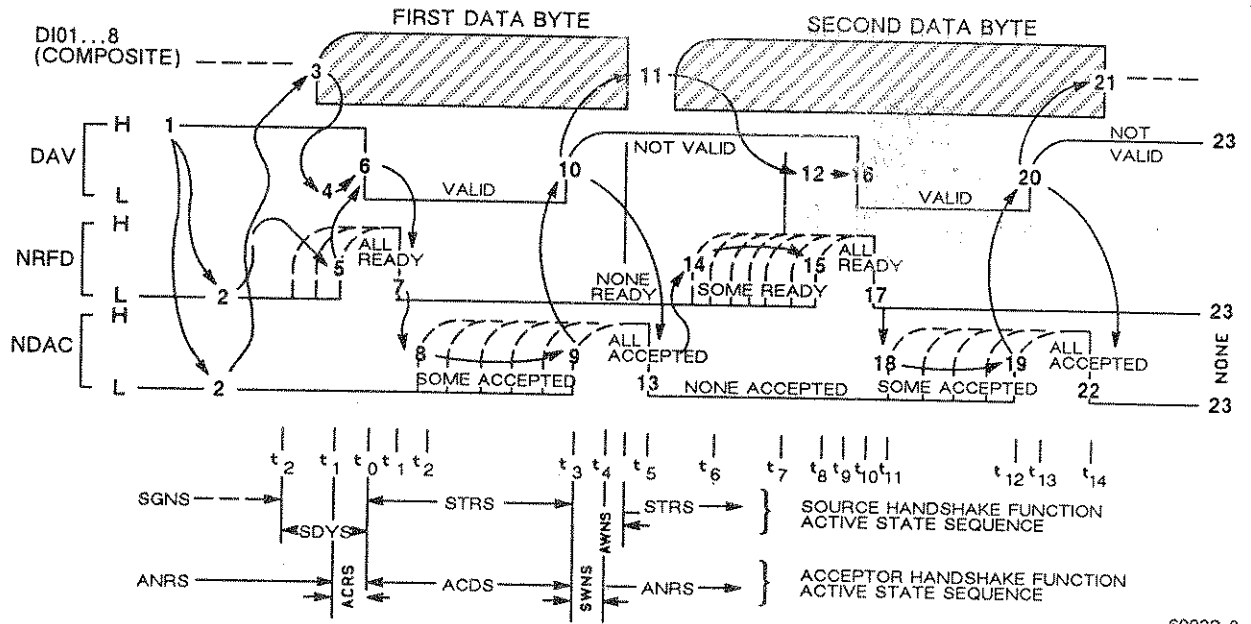 FIRST DATA BYTE
SECOND DATA BYTE
DI01...8
(COMPOSITE)
3
11
21
DAV
H
L
1
4
6
VALID
10
NOT VALID
12
16
VALID
20
NOT
VALID
23
NRFD
H
L
2
5
ALL
READY
7
NONE
READY
14
SOME READY
15
ALL
READY
17
23
NDAC
H
L
2
8
SOME ACCEPTED
9
ALL
ACCEPTED
13
NONE ACCEPTED
18
SOME ACCEPTED
19
ALL
ACCEPTED
22
NONE
23
t2 t1 t0 t1 t2 t3 t4 t5 t6 t7 t8 t9 t10 t11 t12 t13 t14
SGNS
SDYS
STRS
AWNS
STRS
SOURCE HANDSHAKE FUNCTION
ACTIVE STATE SEQUENCE
ANRS
ACRS
ACDS
SWNS
ANRS
ACCEPTOR HANDSHAKE FUNCTION
ACTIVE STATE SEQUENCE